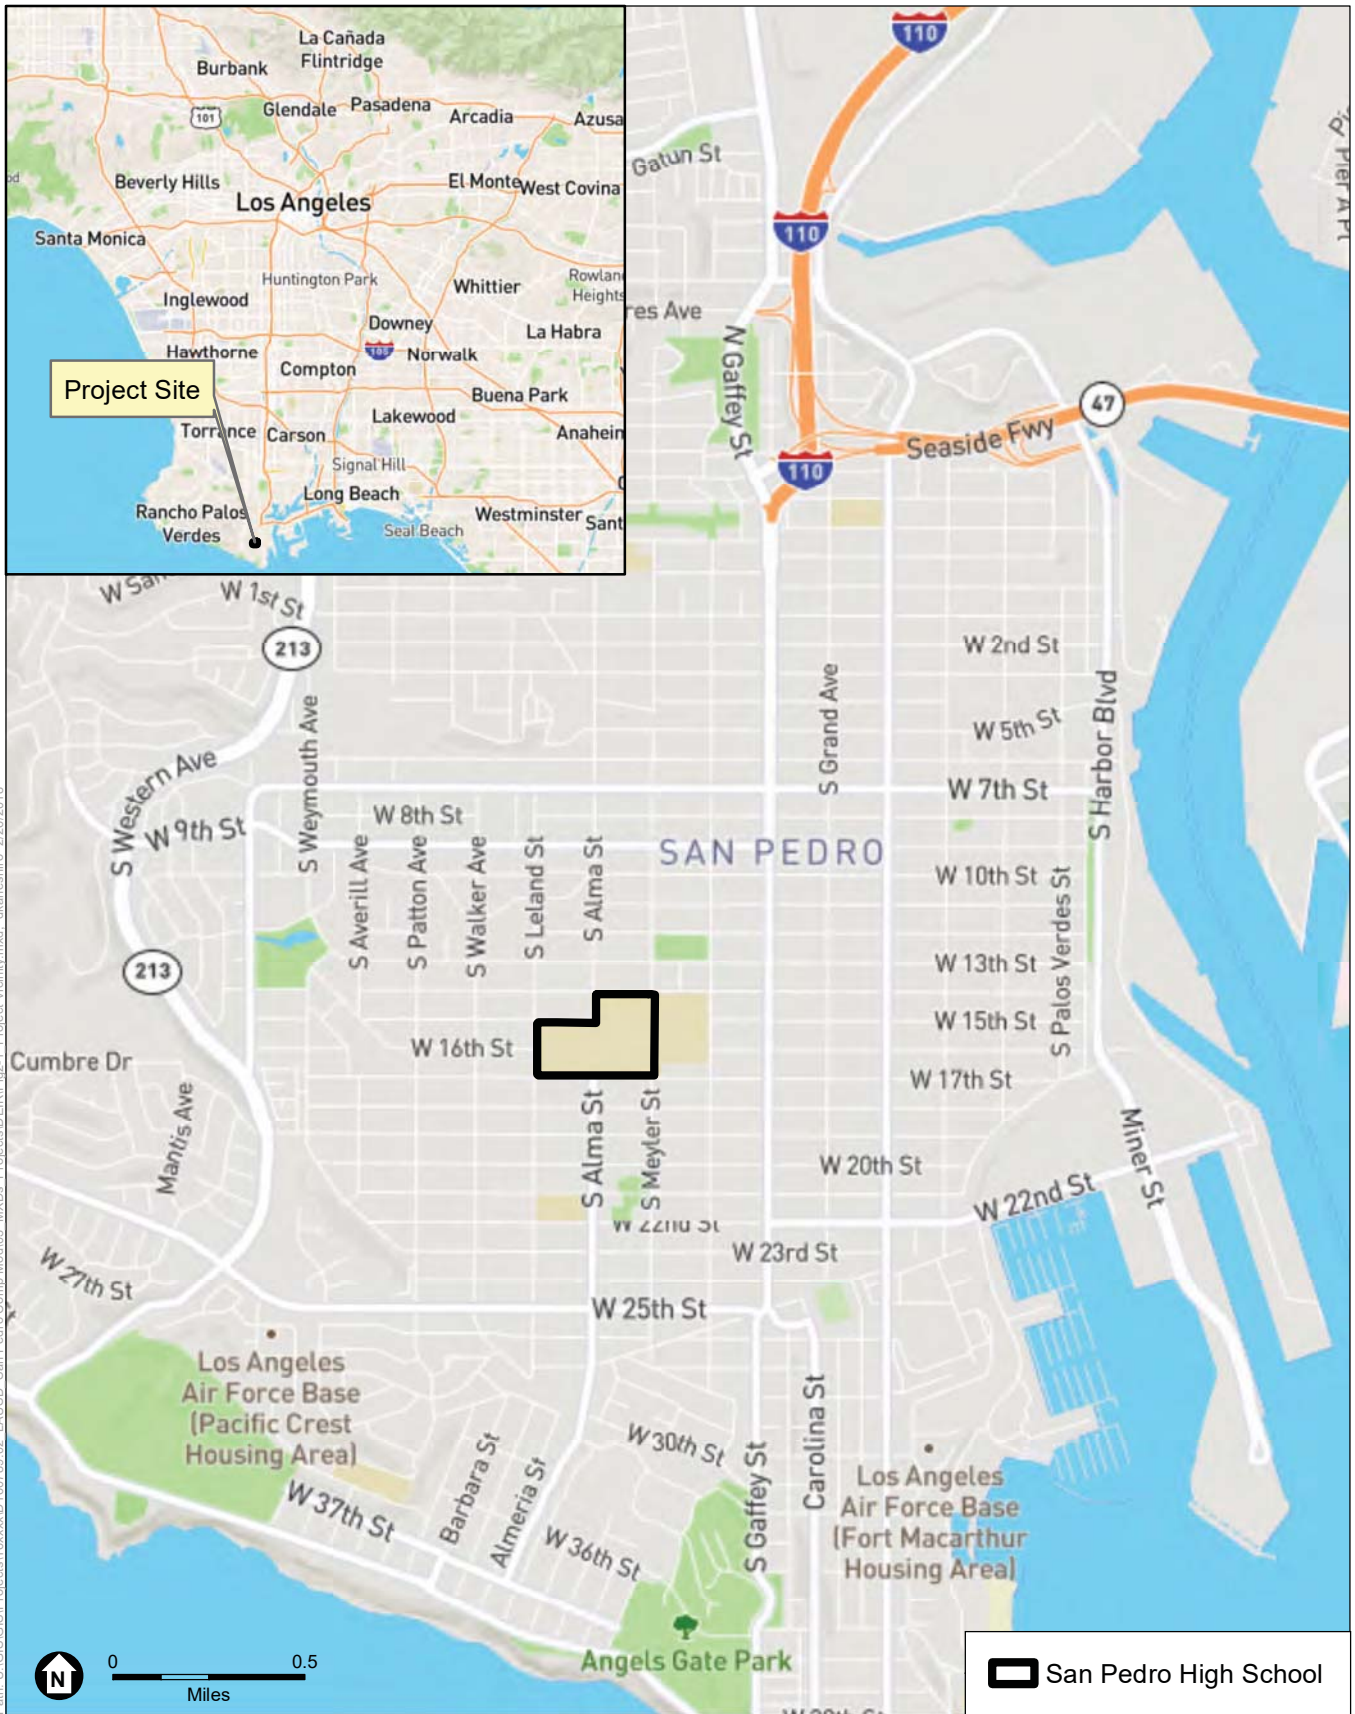 La Cañada
Flintridge
Burbank
Glendale
Pasadena
Arcadia
Azusa
101
Beverly Hills
El Monte
West Covina
Los Angeles
Santa Monica
Huntington Park
Whittier
Rowlan
Heights
Inglewood
Downey
La Habra
Hawthorne
105
Norwalk
Compton
Project Site
Buena Park
Lakewood
Torrance
Carson
Anaheim
Signal Hill
Long Beach
Rancho Palos
Verdes
Westminster
Sant
Seal Beach
110
Gatun St
110
res Ave
N Gaffey St
47
Seaside Fwy
110
W San
W 1st St
213
W 2nd St
S Weymouth Ave
S Grand Ave
S Harbor Blvd
W 5th St
S Western Ave
W 7th St
W 8th St
W 9th St
SAN PEDRO
S Averill Ave
S Patton Ave
S Walker Ave
S Leland St
S Alma St
W 10th St
S Palos Verdes St
W 13th St
213
W 15th St
W 16th St
Cumbre Dr
W 17th St
Mantis Ave
S Alma St
S Meyler St
Miner St
W 20th St
W 22nd St
W 22nd St
W 23rd St
W 27th St
W 25th St
Los Angeles
Air Force Base
(Pacific Crest
Housing Area)
Carolina St
W 30th St
S Gaffey St
Barbara St
Almeria St
Los Angeles
Air Force Base
(Fort Macarthur
Housing Area)
W 37th St
W 36th St
Angels Gate Park
N
0 0.5
Miles
San Pedro High School